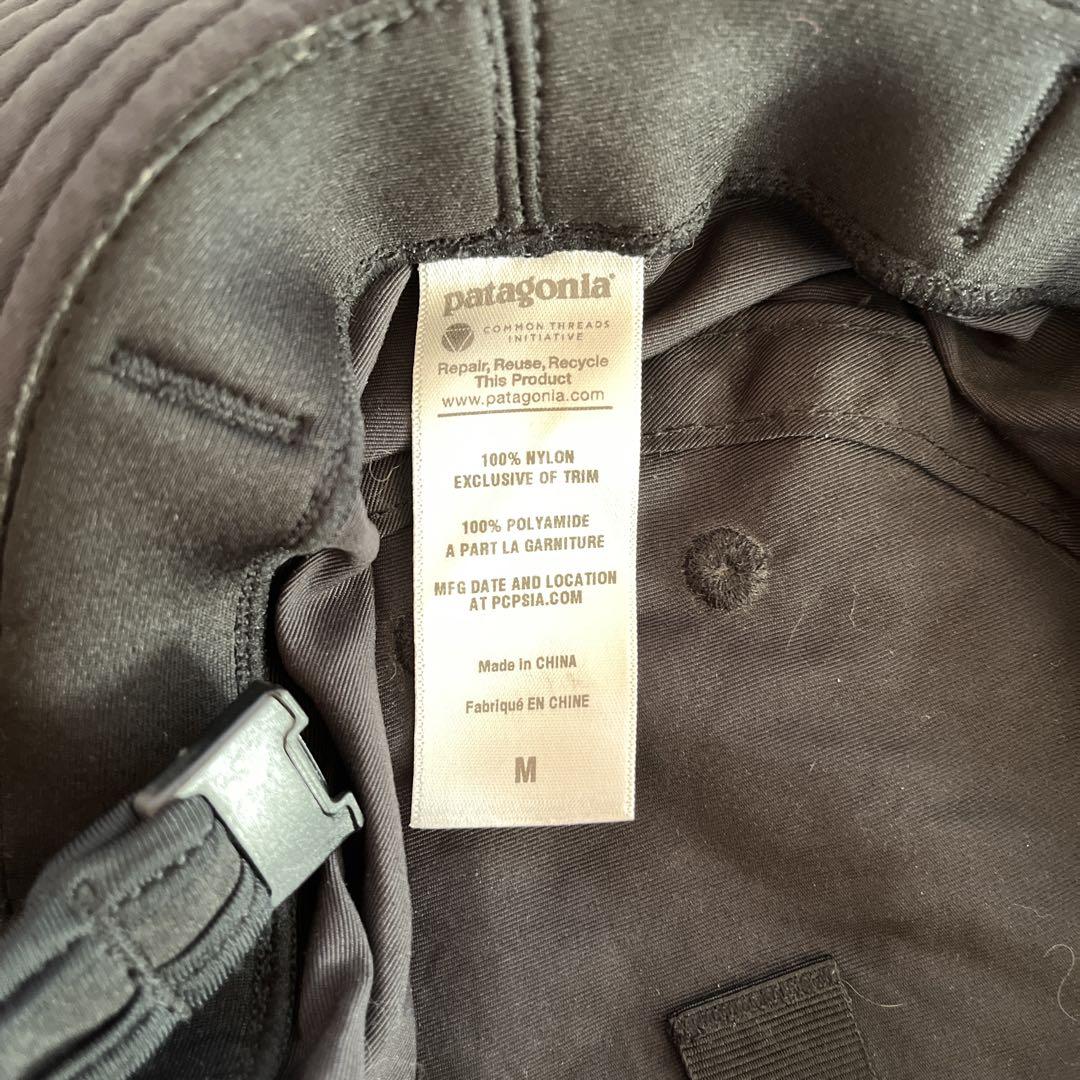 patagonia®
COMMON THREADS
INITIATIVE
Repair, Reuse, Recycle
This Product
www.patagonia.com
100% NYLON
EXCLUSIVE OF TRIM
100% POLYAMIDE
A PART LA GARNITURE
MFG DATE AND LOCATION
AT PCPSIA.COM
Made in CHINA
Fabriqué EN CHINE
M